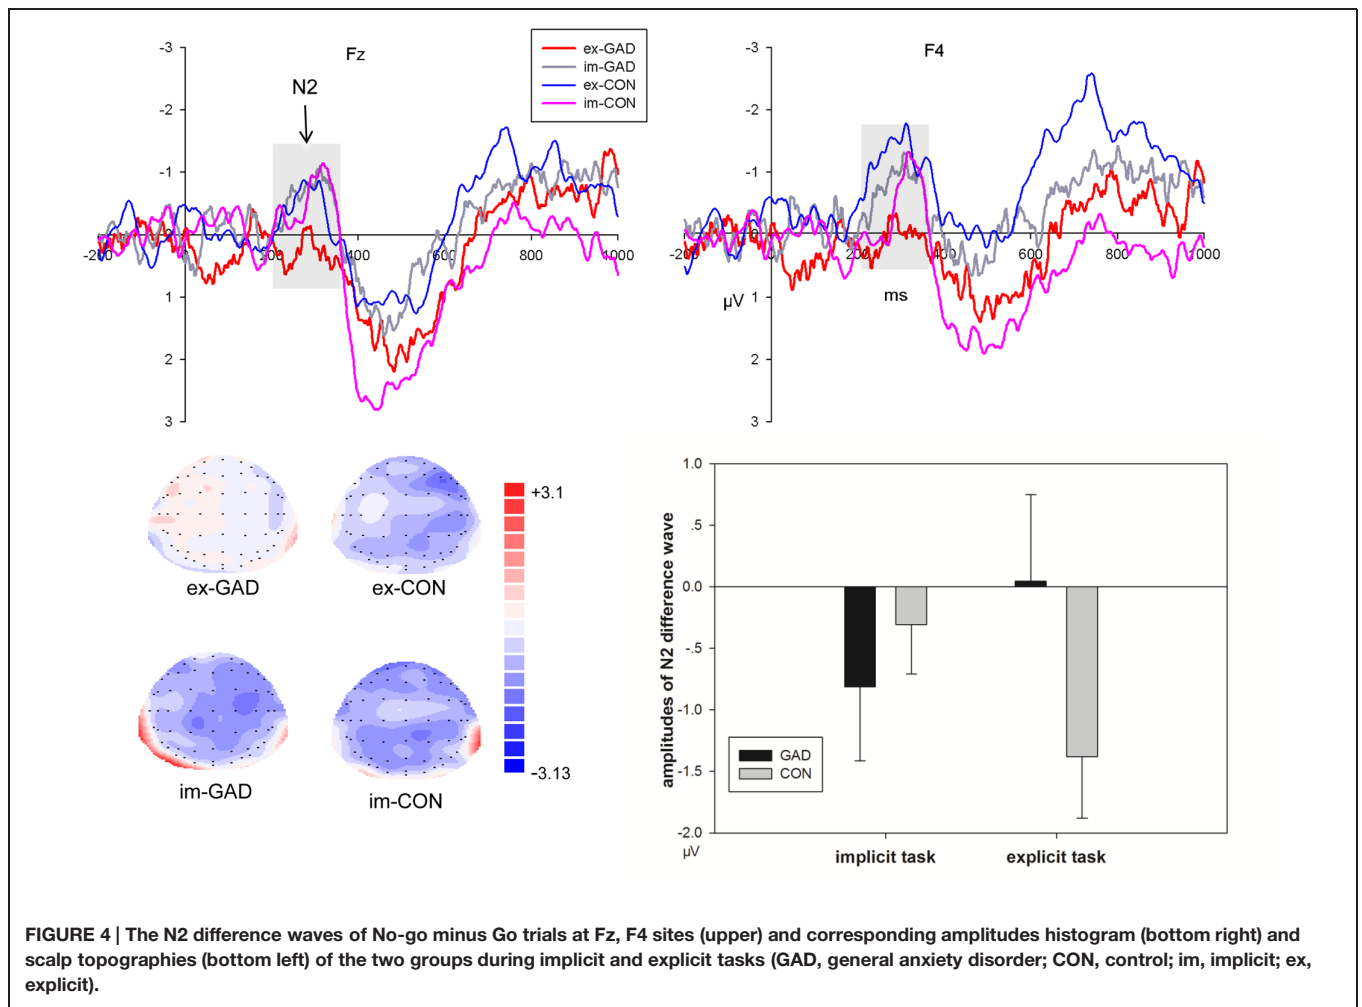 Fz
N2
ex-GAD
im-GAD
ex-CON
im-CON
-3
-2
-1
0
1
2
3
-200
200
400
600
800
1000
F4
-3
-2
-1
0
1
2
3
-200
200
400
600
800
1000
µV
ms
ex-GAD
ex-CON
im-GAD
im-CON
+3.1
-3.13
amplitudes of N2 difference wave
1.0
.5
0.0
-.5
-1.0
-1.5
-2.0
µV
GAD
CON
implicit task
explicit task
FIGURE 4 | The N2 difference waves of No-go minus Go trials at Fz, F4 sites (upper) and corresponding amplitudes histogram (bottom right) and
scalp topographies (bottom left) of the two groups during implicit and explicit tasks (GAD, general anxiety disorder; CON, control; im, implicit; ex,
explicit).